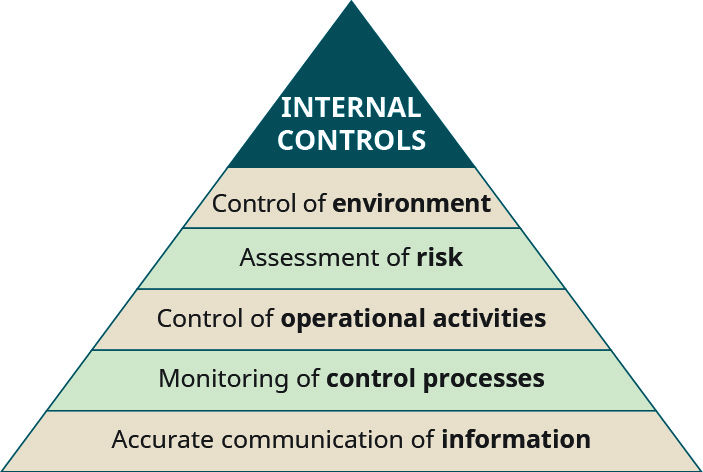 INTERNAL
CONTROLS
Control of environment
Assessment of risk
Control of operational activities
Monitoring of control processes
Accurate communication of information